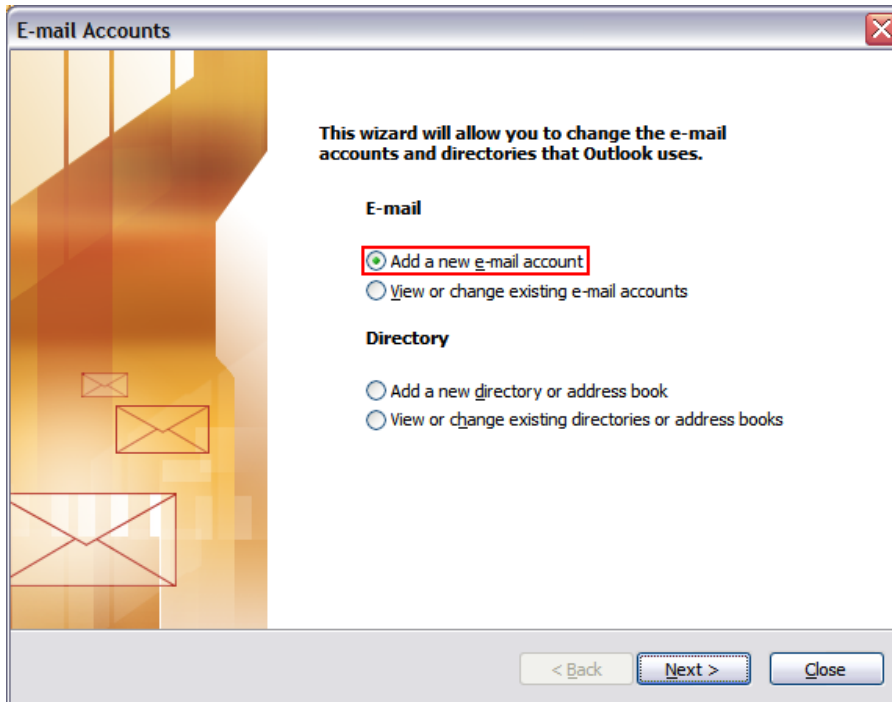 E-mail Accounts
This wizard will allow you to change the e-mail
accounts and directories that Outlook uses.
E-mail
Add a new e-mail account
View or change existing e-mail accounts
Directory
Add a new directory or address book
View or change existing directories or address books
< Back
Next >
Close